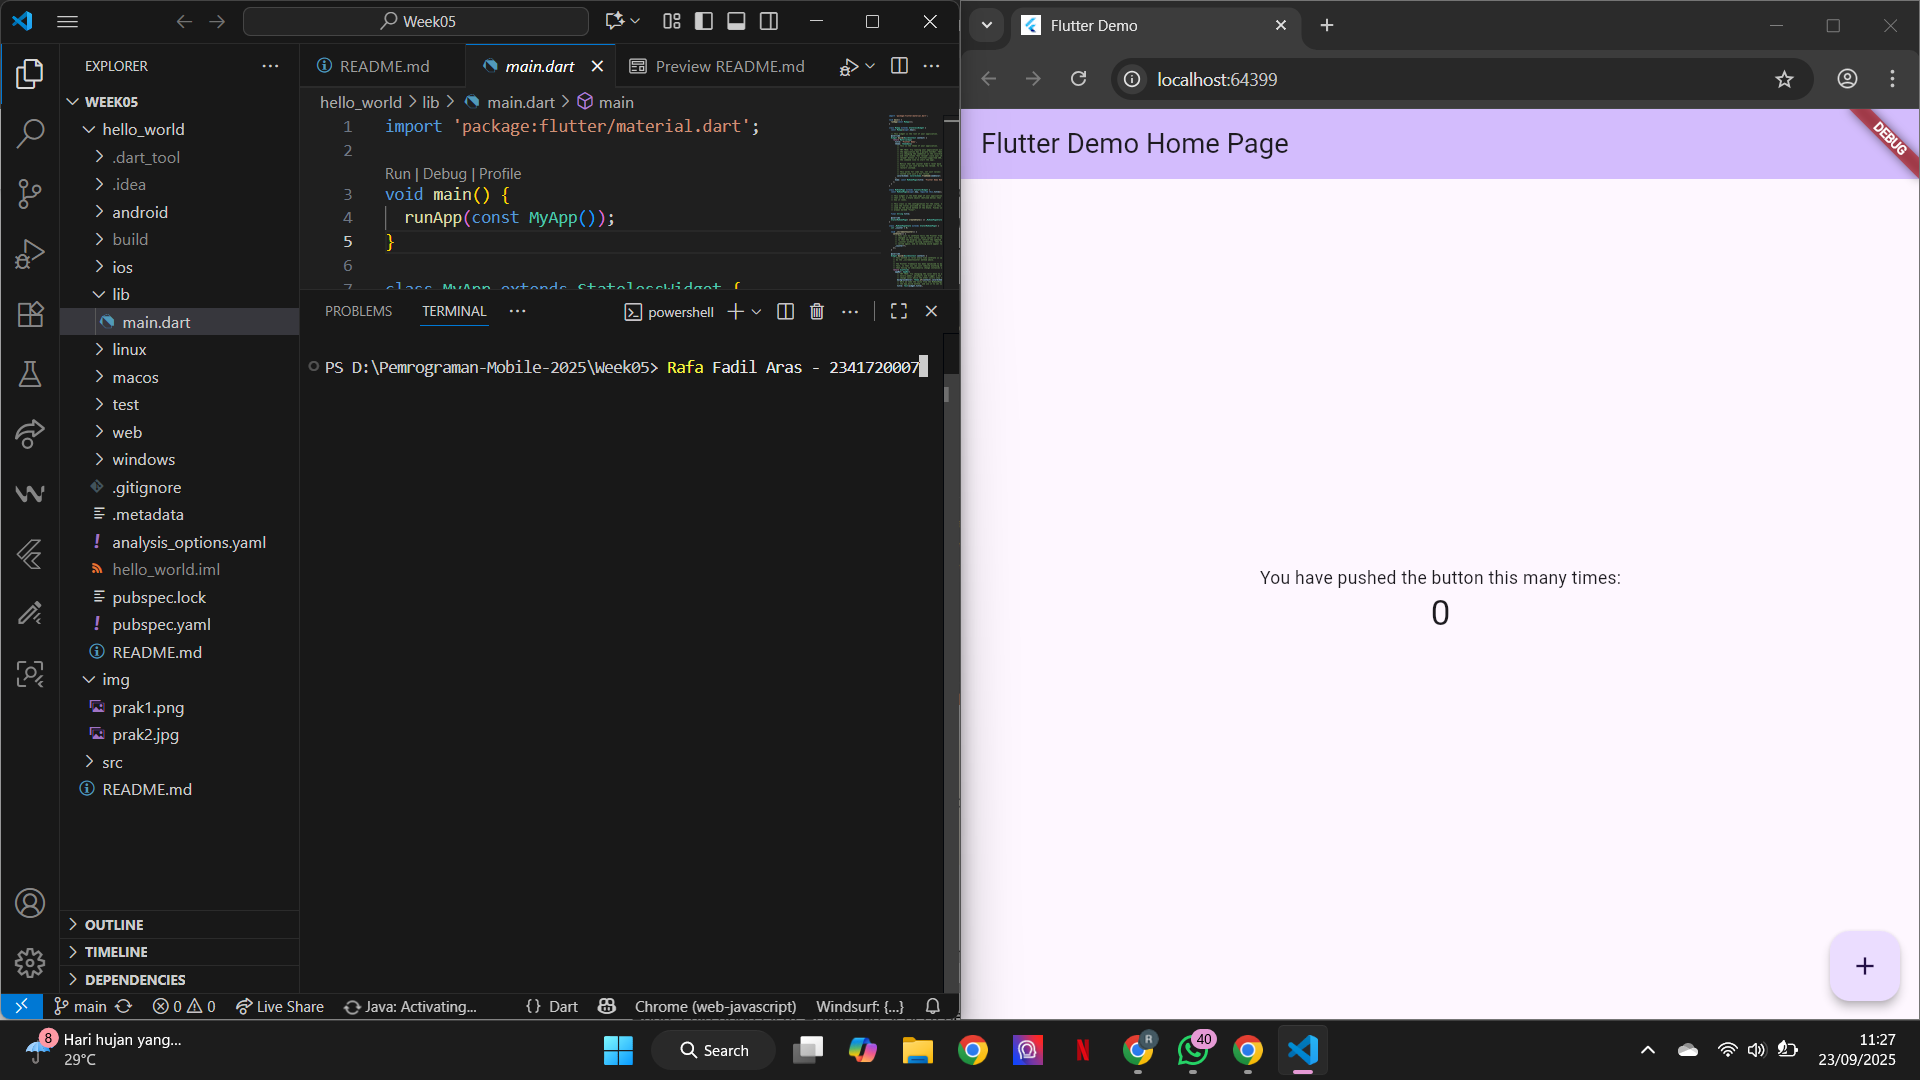 Week05
EXPLORER
WEEK05
hello_world
.dart_tool
.idea
android
build
ios
lib
main.dart
linux
macos
test
web
windows
.gitignore
.metadata
analysis_options.yaml
hello_world.iml
pubspec.lock
pubspec.yaml
README.md
img
prak1.png
prak2.jpg
src
README.md
OUTLINE
TIMELINE
DEPENDENCIES
README.md
main.dart
Preview README.md
hello_world > lib > main.dart > main
1 import 'package:flutter/material.dart';
2
Run | Debug | Profile
3 void main() {
4 runApp(const MyApp());
5 }
6
7 class MyApp extends StatelessWidget {
PROBLEMS TERMINAL
powershell
PS D:\Pemrograman-Mobile-2025\Week05> Rafa Fadil Aras - 2341720007
main 0 0 Live Share Java: Activating... {} Dart Chrome (web-javascript) Windsurf: {...}
Flutter Demo
localhost:64399
Flutter Demo Home Page
DEBUG
You have pushed the button this many times:
0
+
8
Hari hujan yang...
29°C
Search
R
40
11:27
23/09/2025